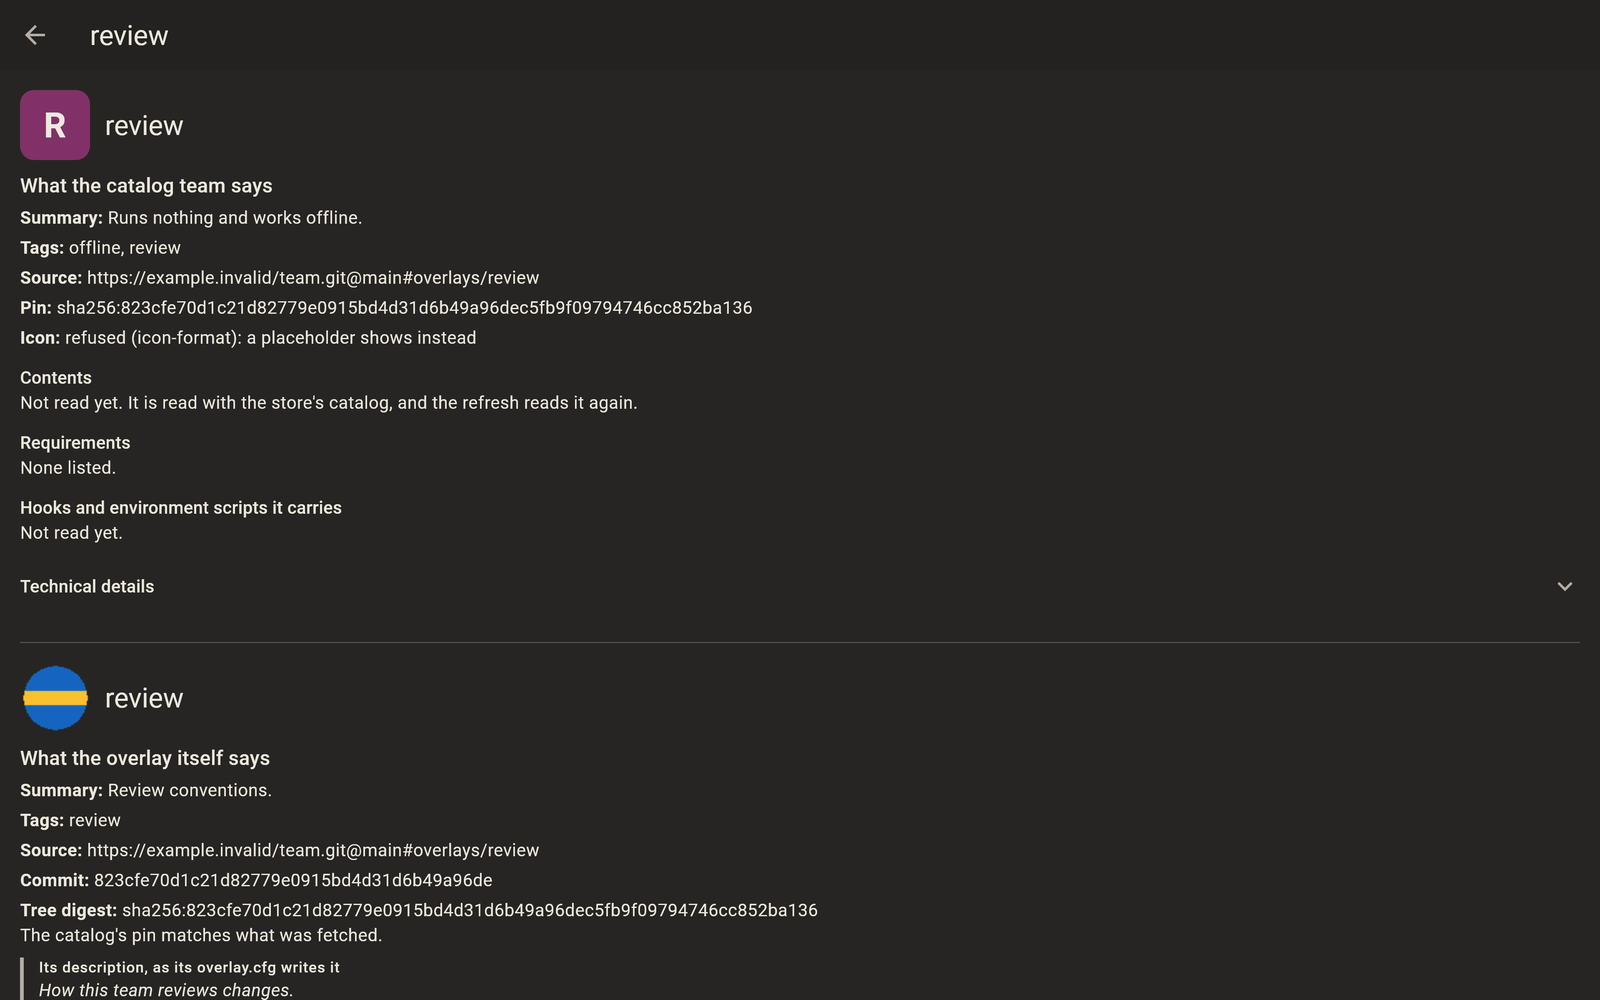 review
R
review
What the catalog team says
Summary: Runs nothing and works offline.
Tags: offline, review
Source: https://example.invalid/team.git@main#overlays/review
Pin: sha256:823cfe70d1c21d82779e0915bd4d31d6b49a96dec5fb9f09794746cc852ba136
Icon: refused (icon-format): a placeholder shows instead
Contents
Not read yet. It is read with the store's catalog, and the refresh reads it again.
Requirements
None listed.
Hooks and environment scripts it carries
Not read yet.
Technical details
review
What the overlay itself says
Summary: Review conventions.
Tags: review
Source: https://example.invalid/team.git@main#overlays/review
Commit: 823cfe70d1c21d82779e0915bd4d31d6b49a96de
Tree digest: sha256:823cfe70d1c21d82779e0915bd4d31d6b49a96dec5fb9f09794746cc852ba136
The catalog's pin matches what was fetched.
Its description, as its overlay.cfg writes it
How this team reviews changes.